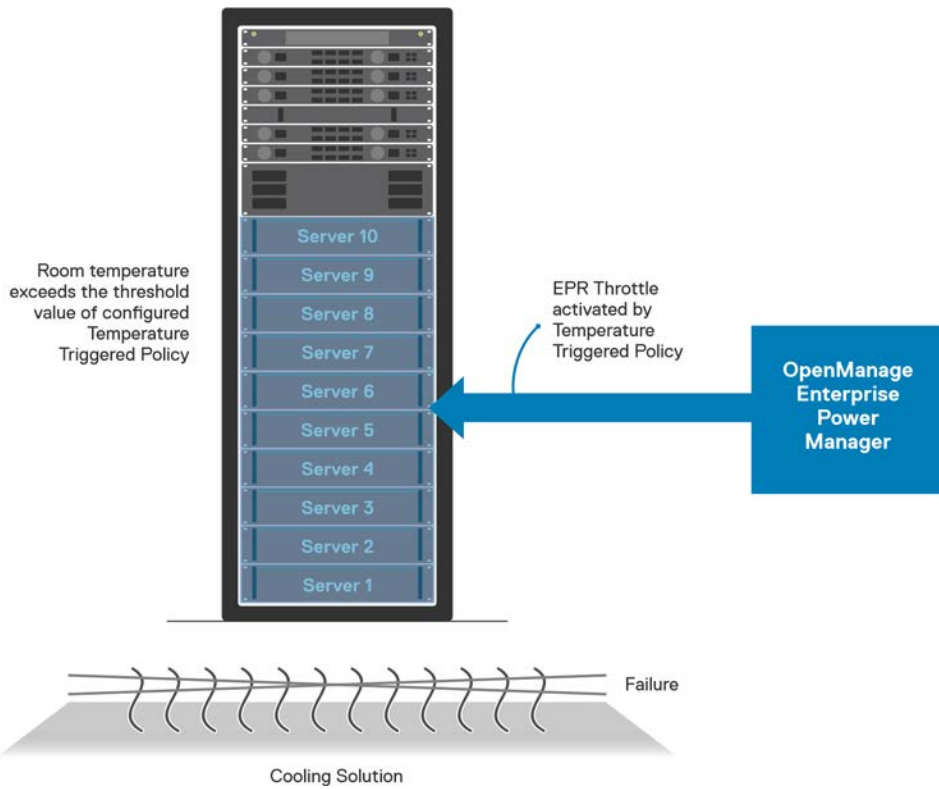 Server 10
Server 9
Server 8
Server 7
Server 6
Server 5
Server 4
Server 3
Server 2
Server 1
Room temperature
exceeds the threshold
value of configured
Temperature
Triggered Policy
EPR Throttle
activated by
Temperature
Triggered Policy
OpenManage
Enterprise
Power
Manager
Failure
Cooling Solution